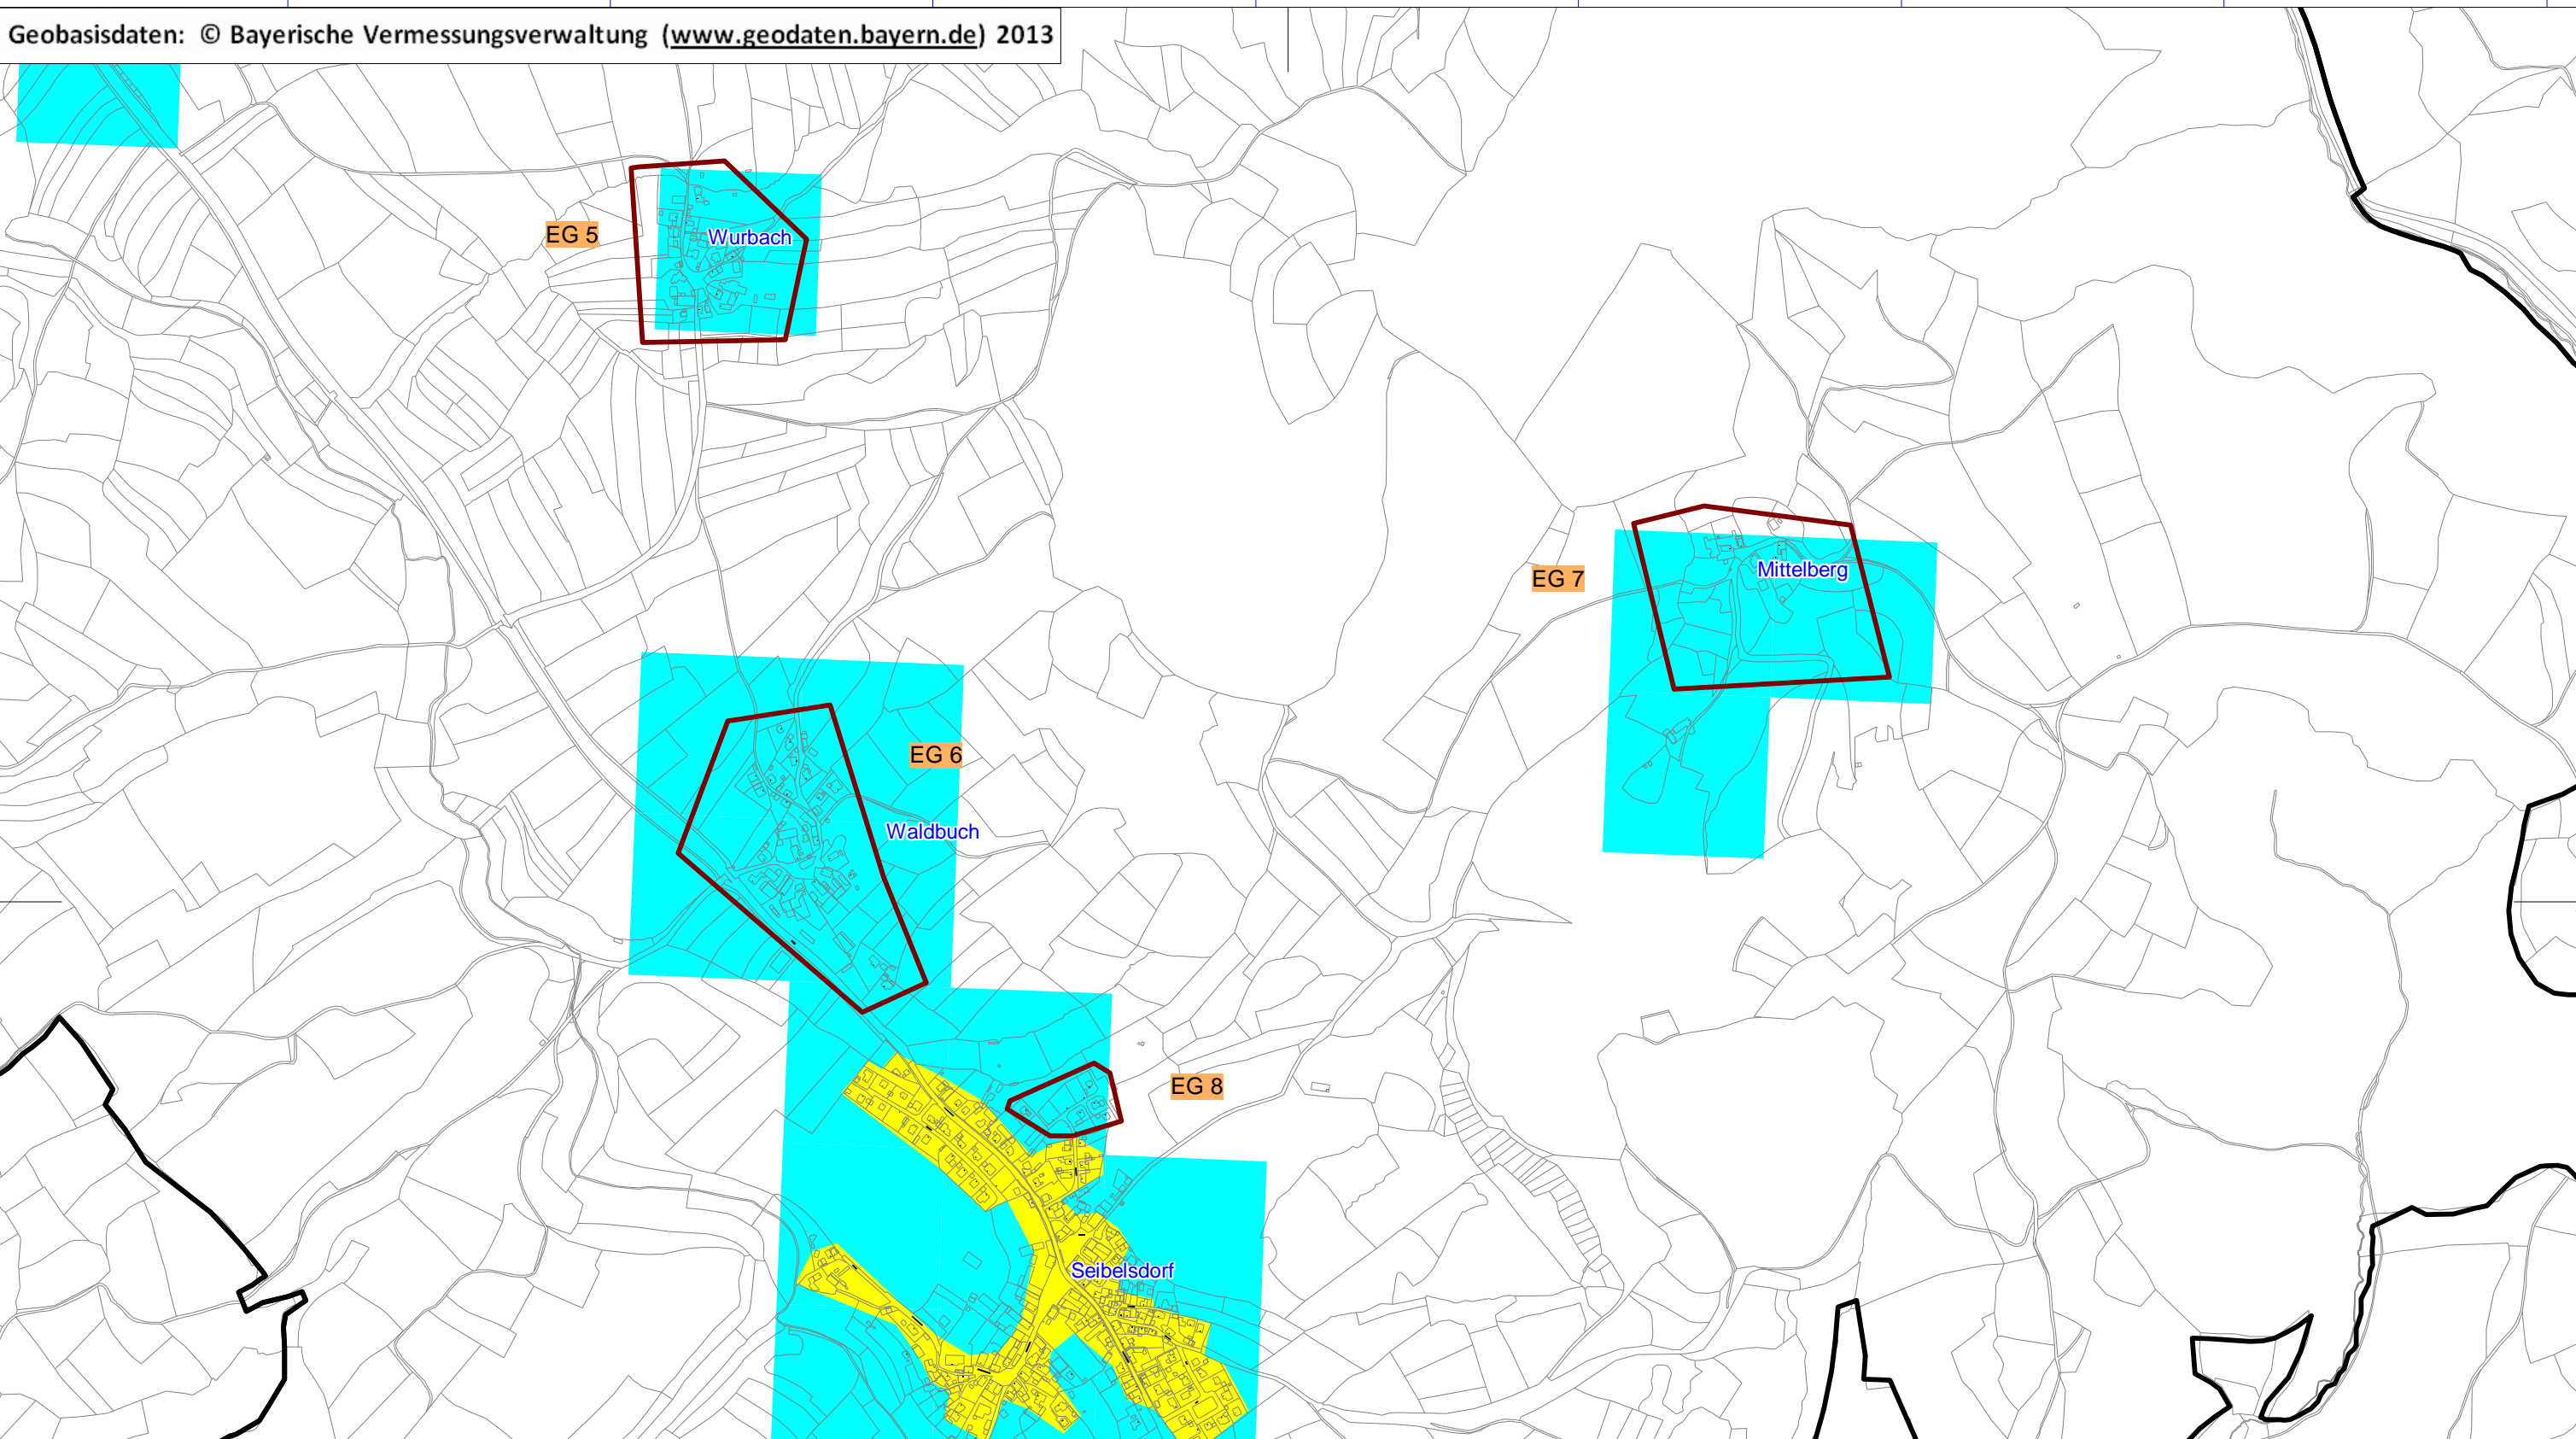 Geobasisdaten: © Bayerische Vermessungsverwaltung (www.geodaten.bayern.de) 2013
EG 5
Wurbach
EG 7
Mittelberg
EG 6
Waldbuch
EG 8
Seibelsdorf